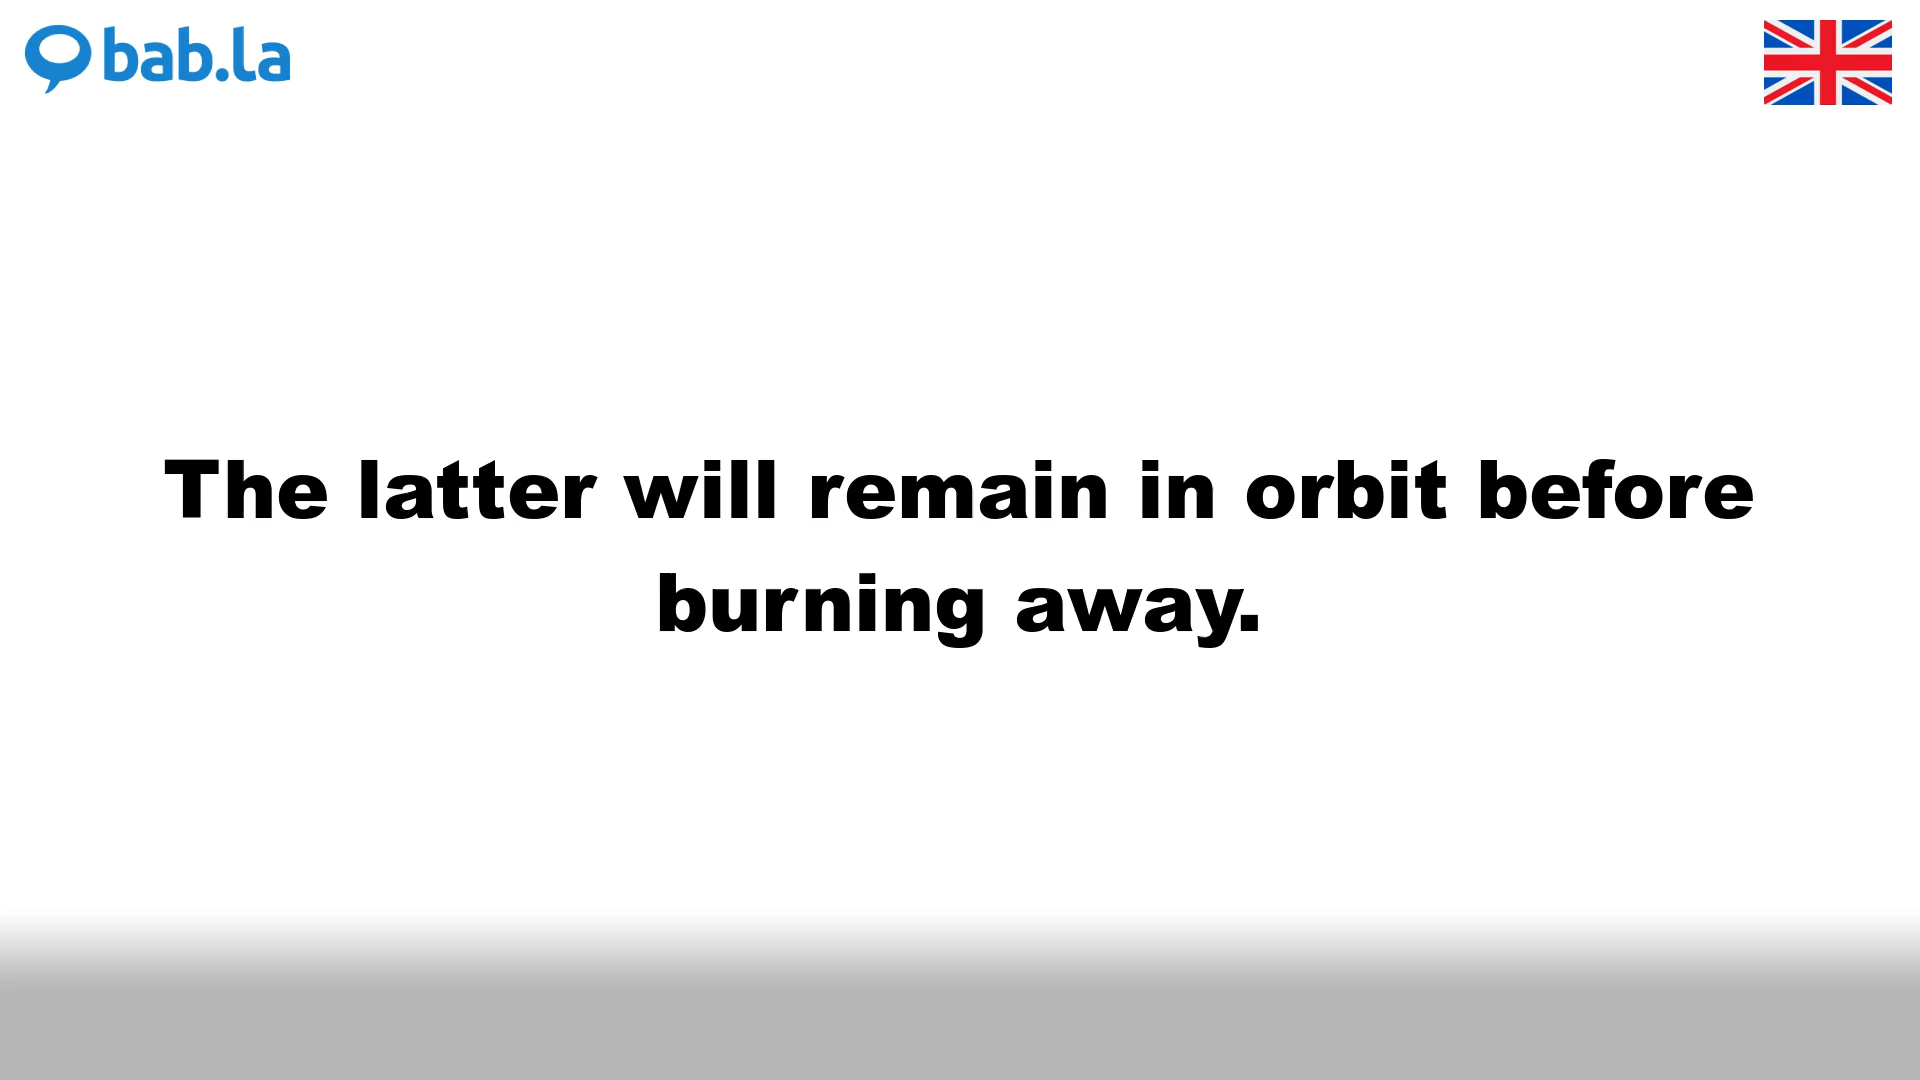 bab.la
The latter will remain in orbit before
burning away.